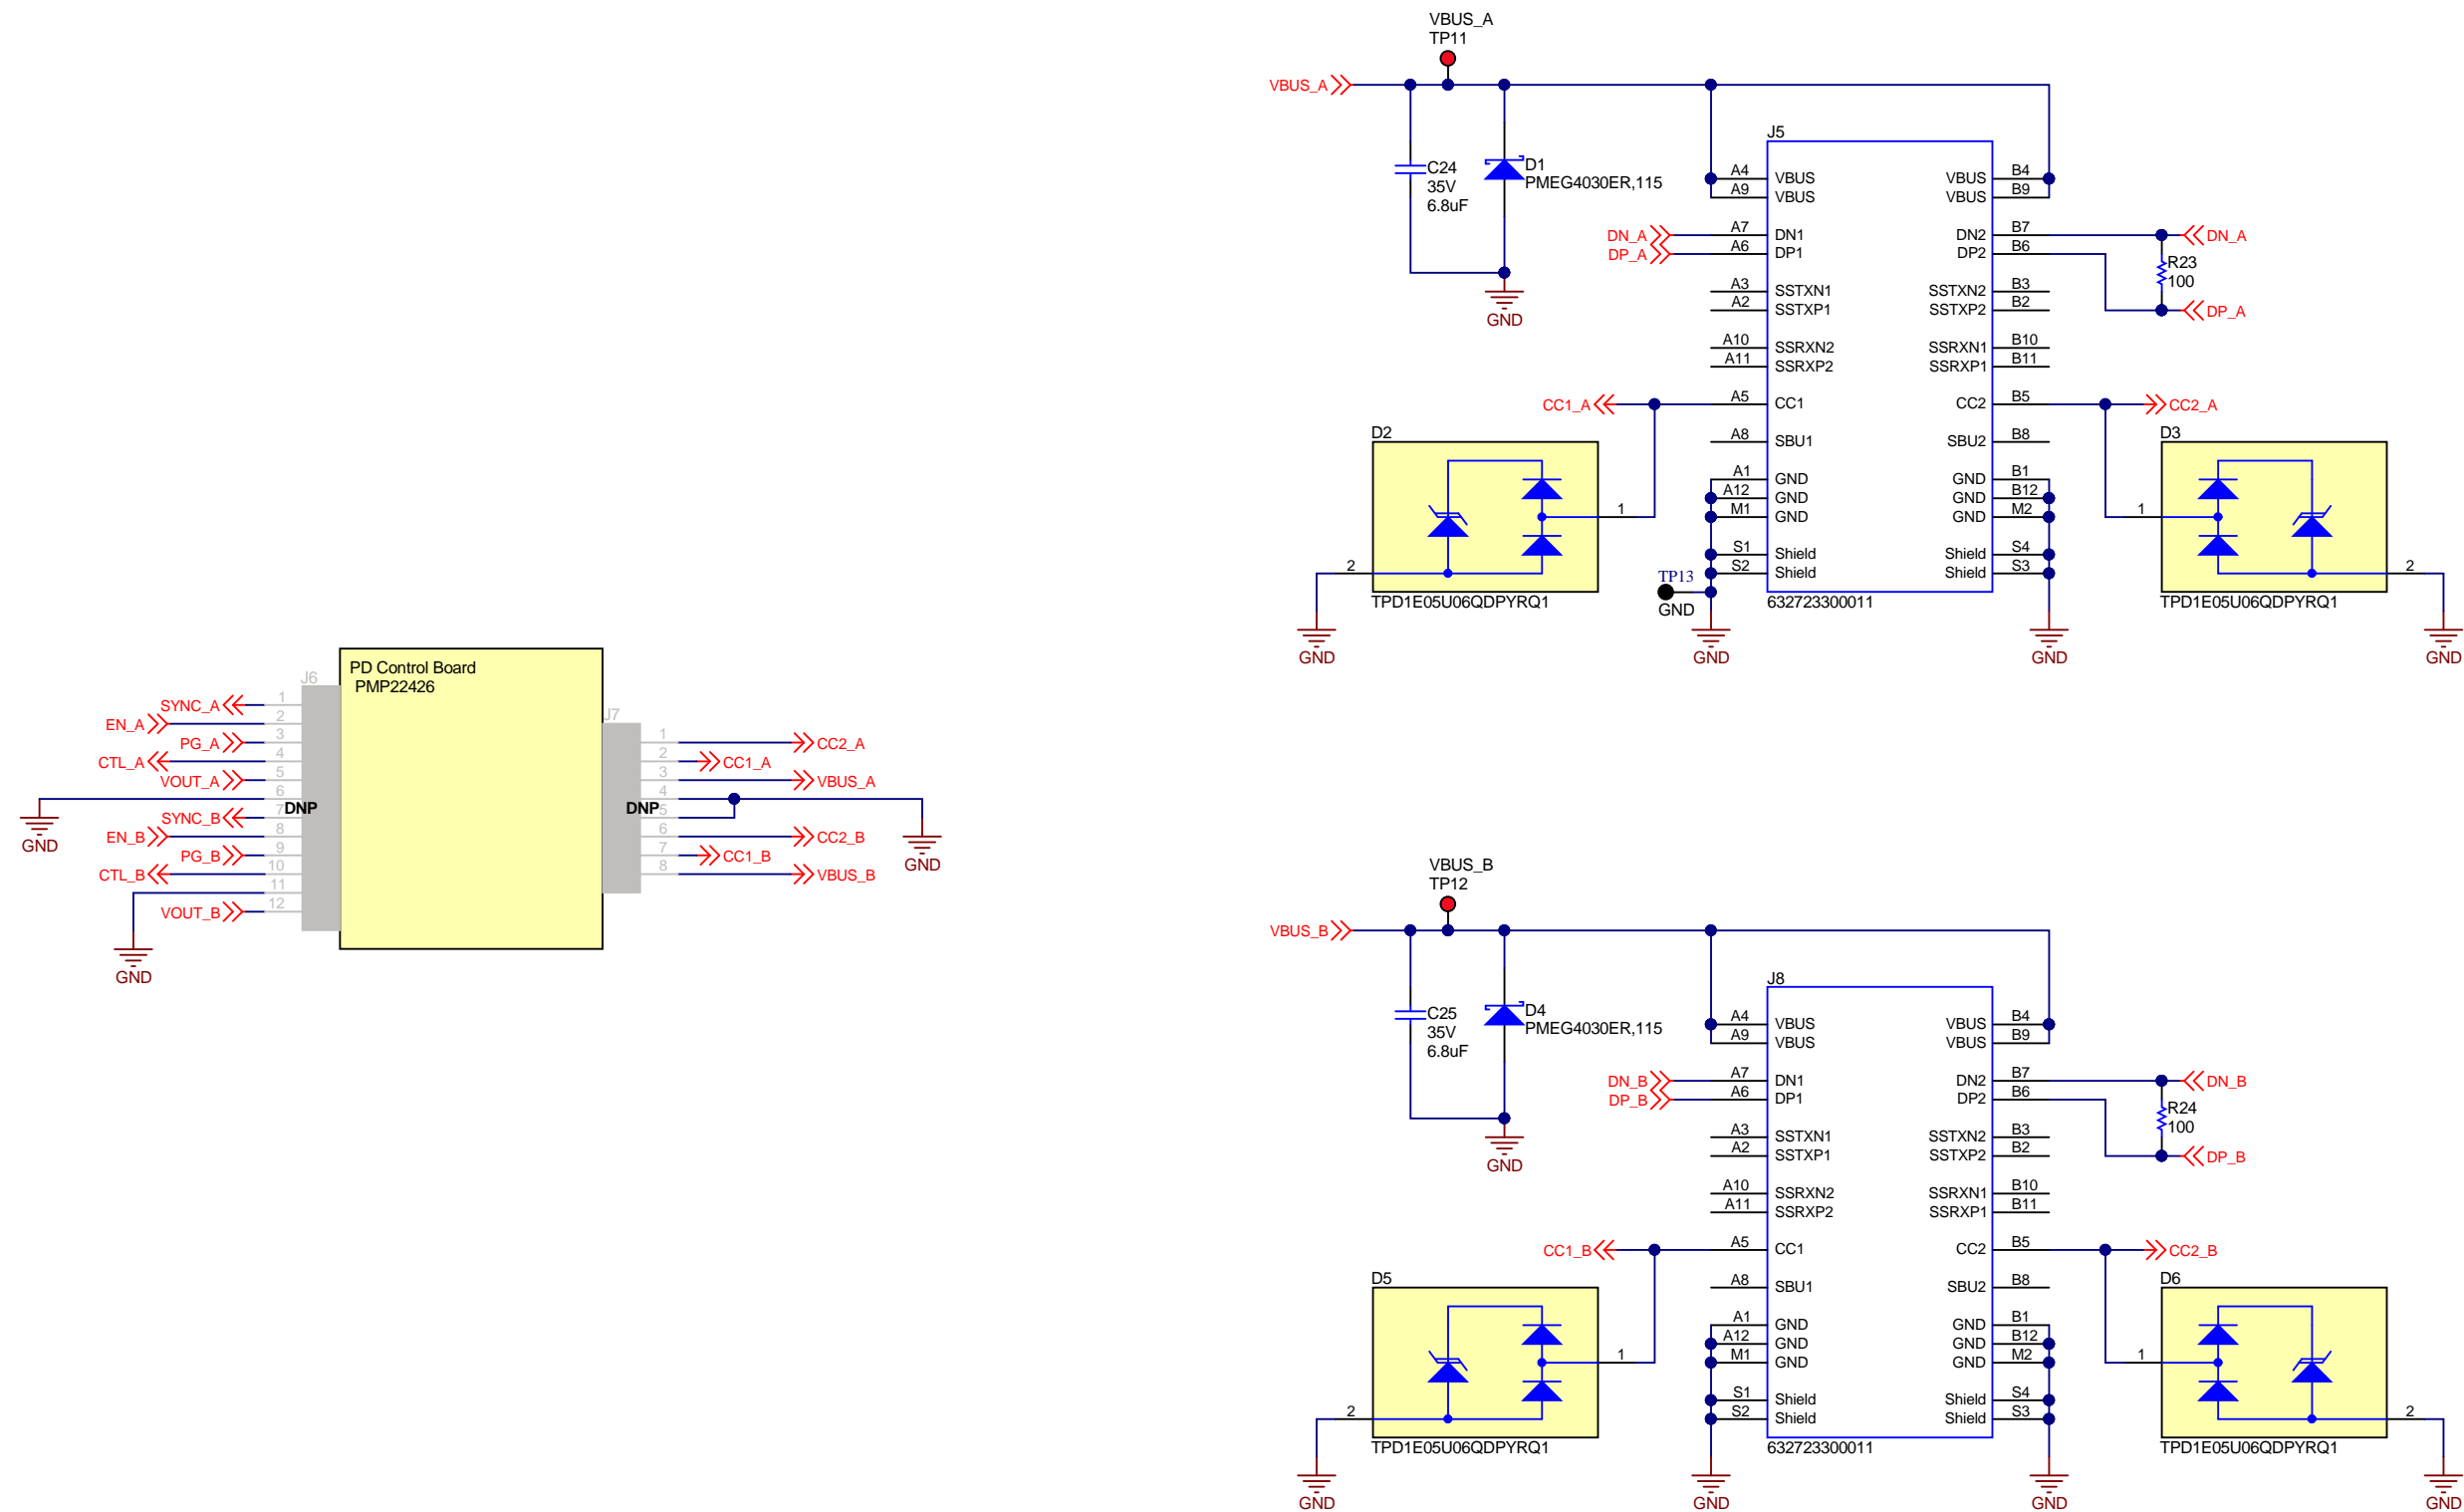 VBUS_A
TP11
VBUS_A
C24
35V
6.8uF
D1
PMEG4030ER,115
J5
A4 VBUS VBUS B4
A9 VBUS VBUS B9
DN_A A7 DN1 DN2 B7 DN_A
DP_A A6 DP1 DP2 B6
R23
100
A3 SSTXN1 SSTXN2 B3
A2 SSTXP1 SSTXP2 B2 DP_A
A10 SSRXN2 SSRXN1 B10
A11 SSRXP2 SSRXP1 B11
GND
CC1_A A5 CC1 CC2 B5 CC2_A
A8 SBU1 SBU2 B8
A1 GND GND B1
A12 GND GND B12
M1 GND GND M2
S1 Shield Shield S4
S2 Shield Shield S3
632723300011
D2
1
2
TPD1E05U06QDPYRQ1
GND
TP13
GND
GND
GND
D3
1
2
TPD1E05U06QDPYRQ1
GND
PD Control Board
PMP22426
J6
SYNC_A 1
EN_A 2
PG_A 3
CTL_A 4
VOUT_A 5
6
DNP
SYNC_B 7
EN_B 8
PG_B 9
CTL_B 10
11
VOUT_B 12
GND
GND
J7
1 CC2_A
2 CC1_A
3 VBUS_A
4
DNP
5
6 CC2_B
7 CC1_B
8 VBUS_B
GND
VBUS_B
TP12
VBUS_B
C25
35V
6.8uF
D4
PMEG4030ER,115
J8
A4 VBUS VBUS B4
A9 VBUS VBUS B9
DN_B A7 DN1 DN2 B7 DN_B
DP_B A6 DP1 DP2 B6
R24
100
A3 SSTXN1 SSTXN2 B3
A2 SSTXP1 SSTXP2 B2 DP_B
A10 SSRXN2 SSRXN1 B10
A11 SSRXP2 SSRXP1 B11
GND
CC1_B A5 CC1 CC2 B5 CC2_B
A8 SBU1 SBU2 B8
A1 GND GND B1
A12 GND GND B12
M1 GND GND M2
S1 Shield Shield S4
S2 Shield Shield S3
632723300011
D5
1
2
TPD1E05U06QDPYRQ1
GND
GND
GND
D6
1
2
TPD1E05U06QDPYRQ1
GND